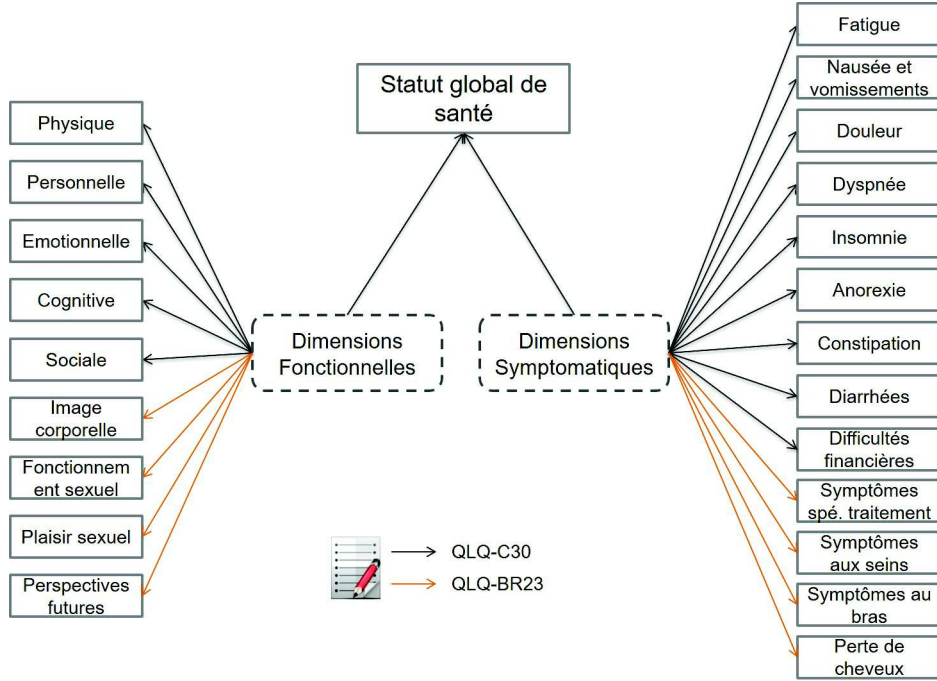 Statut global de
santé
Physique
Personnelle
Emotionnelle
Cognitive
Sociale
Image
corporelle
Fonctionnem
ent sexuel
Plaisir sexuel
Perspectives
futures
Dimensions
Fonctionnelles
Dimensions
Symptomatiques
Fatigue
Nausée et
vomissements
Douleur
Dyspnée
Insomnie
Anorexie
Constipation
Diarrhées
Difficultés
financières
Symptômes
spé. traitement
Symptômes
aux seins
Symptômes au
bras
Perte de
cheveux
QLQ-C30
QLQ-BR23